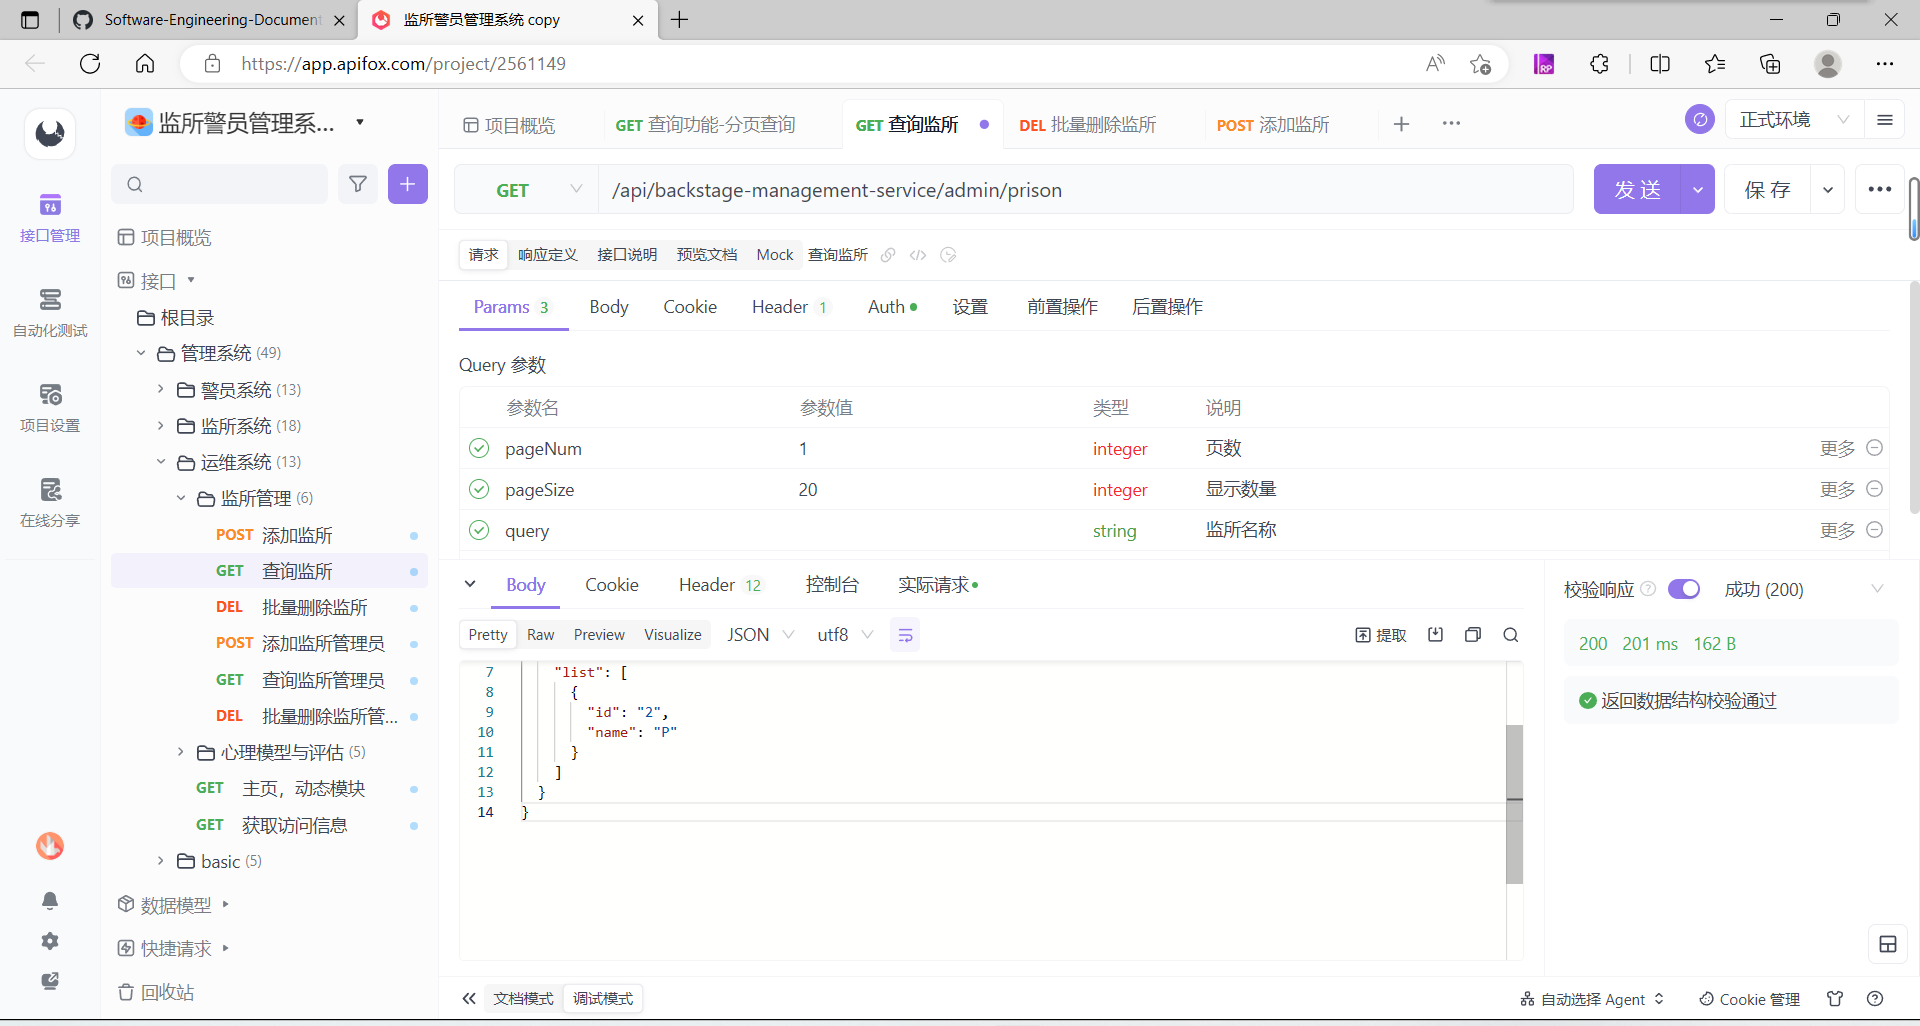 Software-Engineering-Document
监所警员管理系统 copy
https://app.apifox.com/project/2561149
监所警员管理系...
项目概览
GET 查询功能-分页查询
GET 查询监所
DEL 批量删除监所
POST 添加监所
正式环境
GET
/api/backstage-management-service/admin/prison
发 送
保 存
接口管理
自动化测试
项目设置
在线分享
项目概览
接口
根目录
管理系统 (49)
警员系统 (13)
监所系统 (18)
运维系统 (13)
监所管理 (6)
POST 添加监所
GET 查询监所
DEL 批量删除监所
POST 添加监所管理员
GET 查询监所管理员
DEL 批量删除监所管...
心理模型与评估 (5)
GET 主页，动态模块
GET 获取访问信息
basic (5)
数据模型
快捷请求
回收站
请求 响应定义 接口说明 预览文档 Mock 查询监所
Params 3 Body Cookie Header 1 Auth 设置 前置操作 后置操作
Query 参数
参数名 参数值 类型 说明
pageNum 1 integer 页数 更多
pageSize 20 integer 显示数量 更多
query string 监所名称 更多
Body Cookie Header 12 控制台 实际请求
Pretty Raw Preview Visualize JSON utf8 提取
7 "list": [
8 {
9 "id": "2",
10 "name": "P"
11 }
12 ]
13 }
14 }
校验响应 成功 (200)
200 201 ms 162 B
返回数据结构校验通过
文档模式 调试模式
自动选择 Agent
Cookie 管理